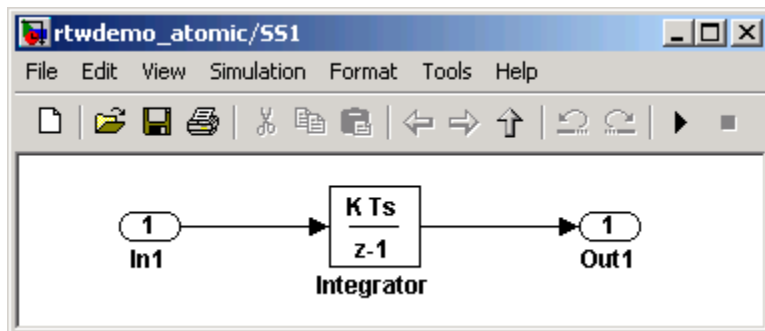 rtwdemo_atomic/SS1
File Edit View Simulation Format Tools Help
1
In1
K Ts
z-1
Integrator
1
Out1